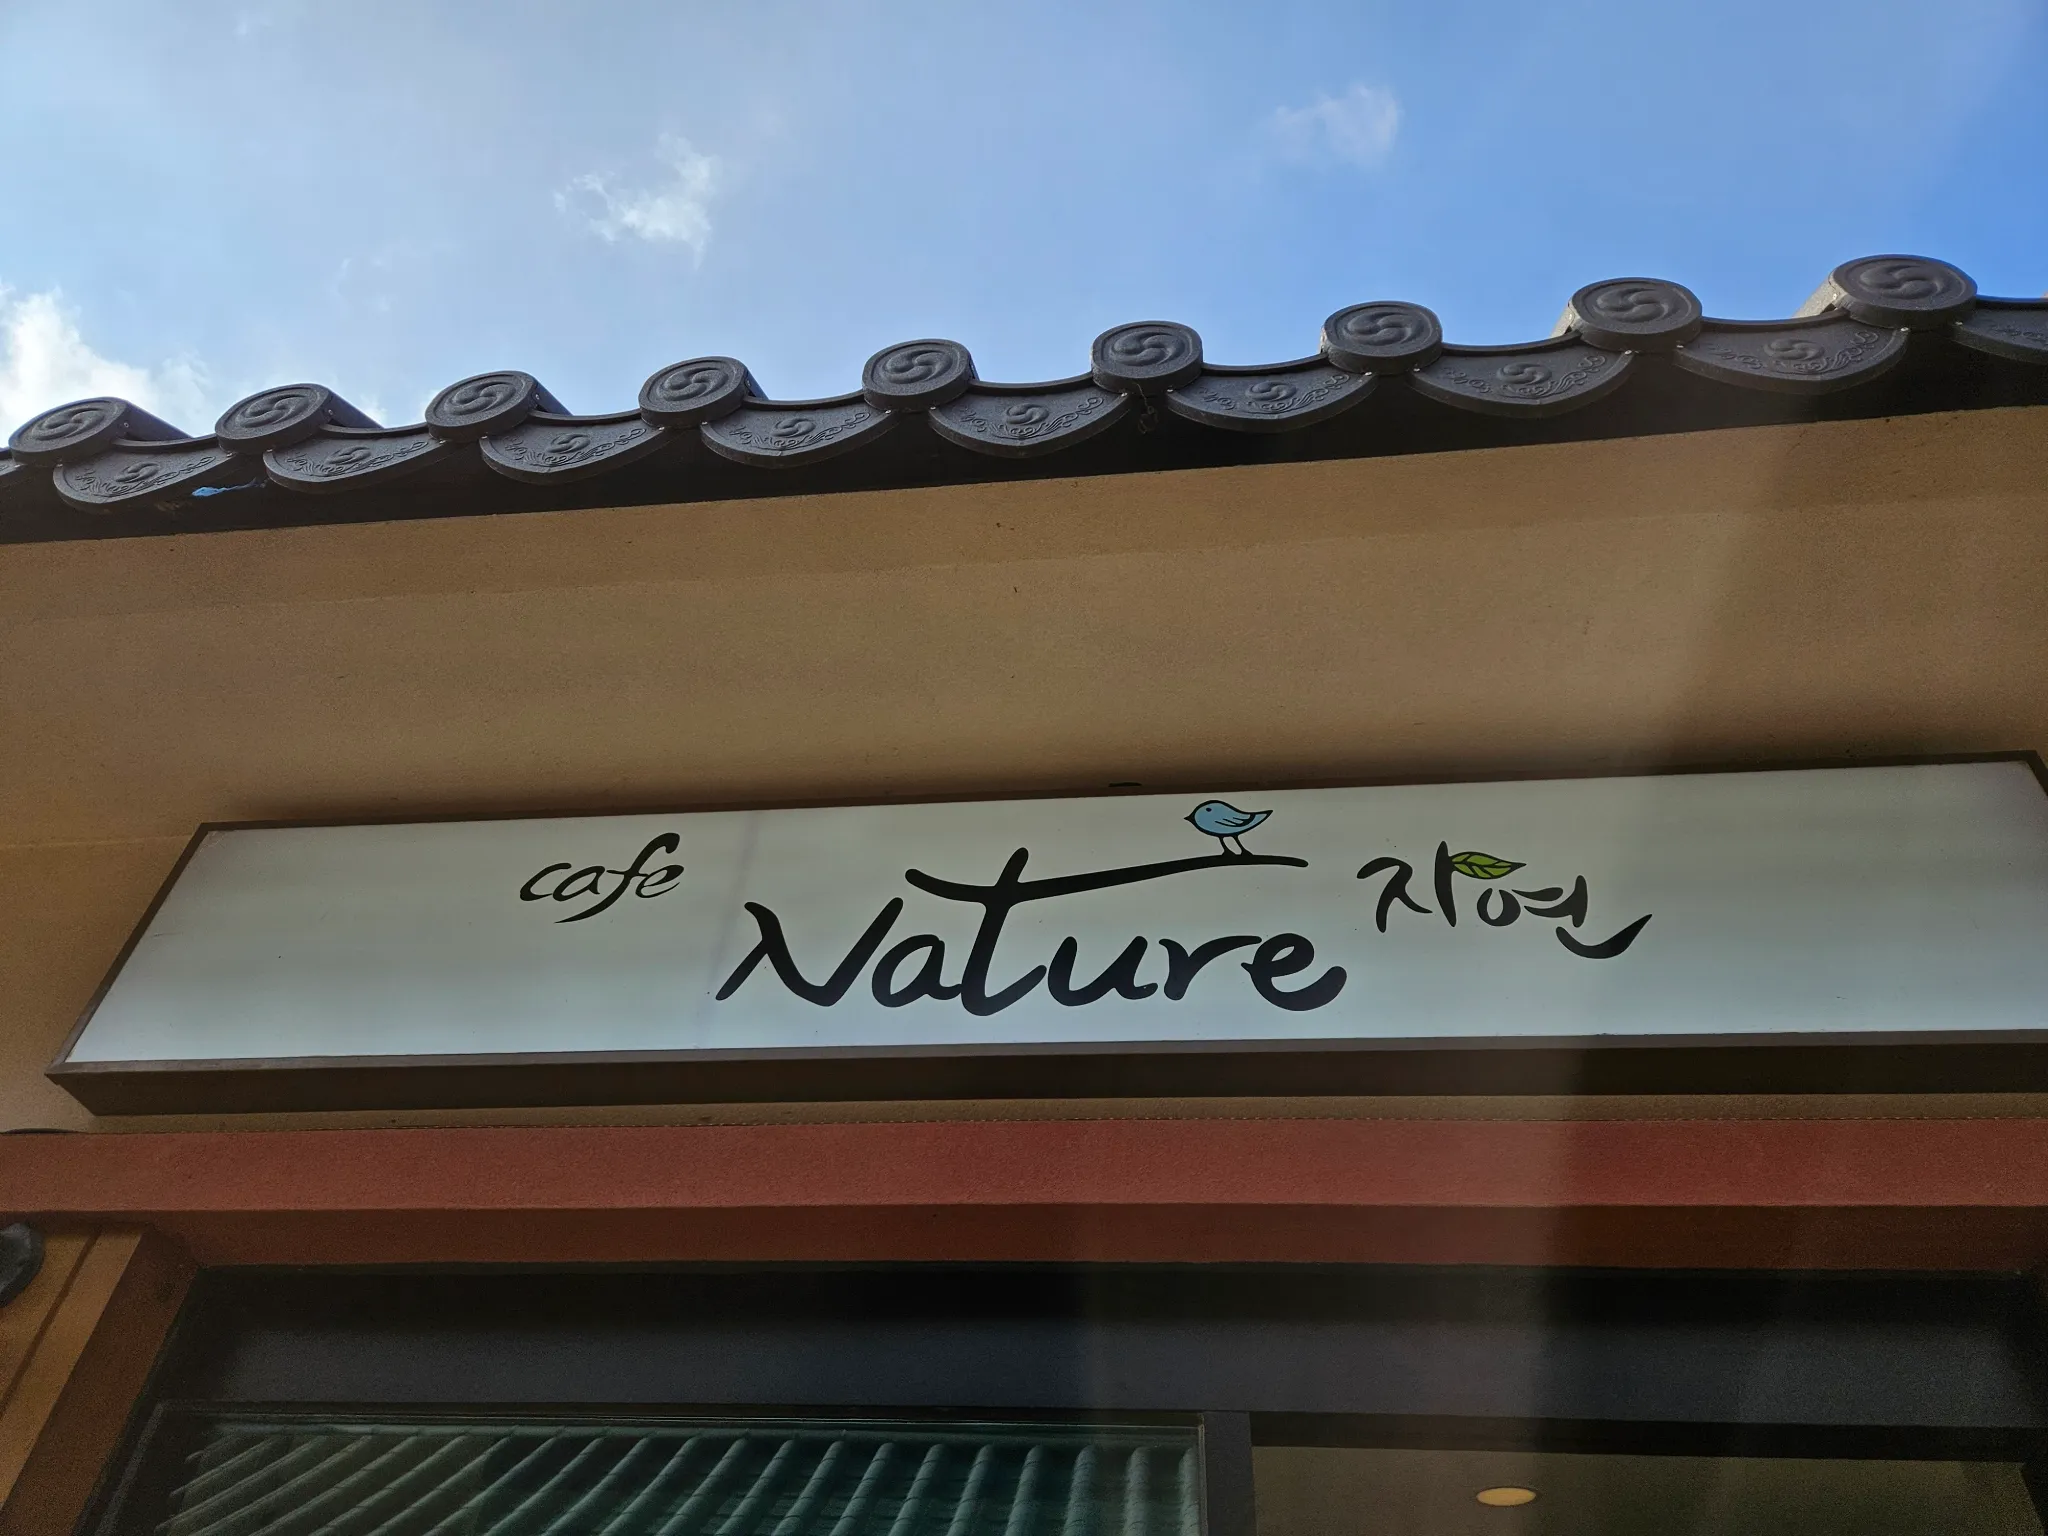 cafe Nature 자연